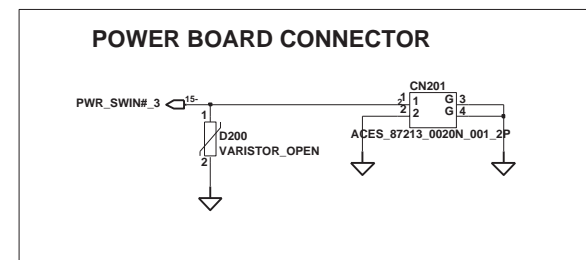 POWER BOARD CONNECTOR
CN201
PWR_SWIN#_3 15- 1 1 G 3
2 2 G 4
1
D200 ACES_87213_0020N_001_2P
VARISTOR_OPEN
2